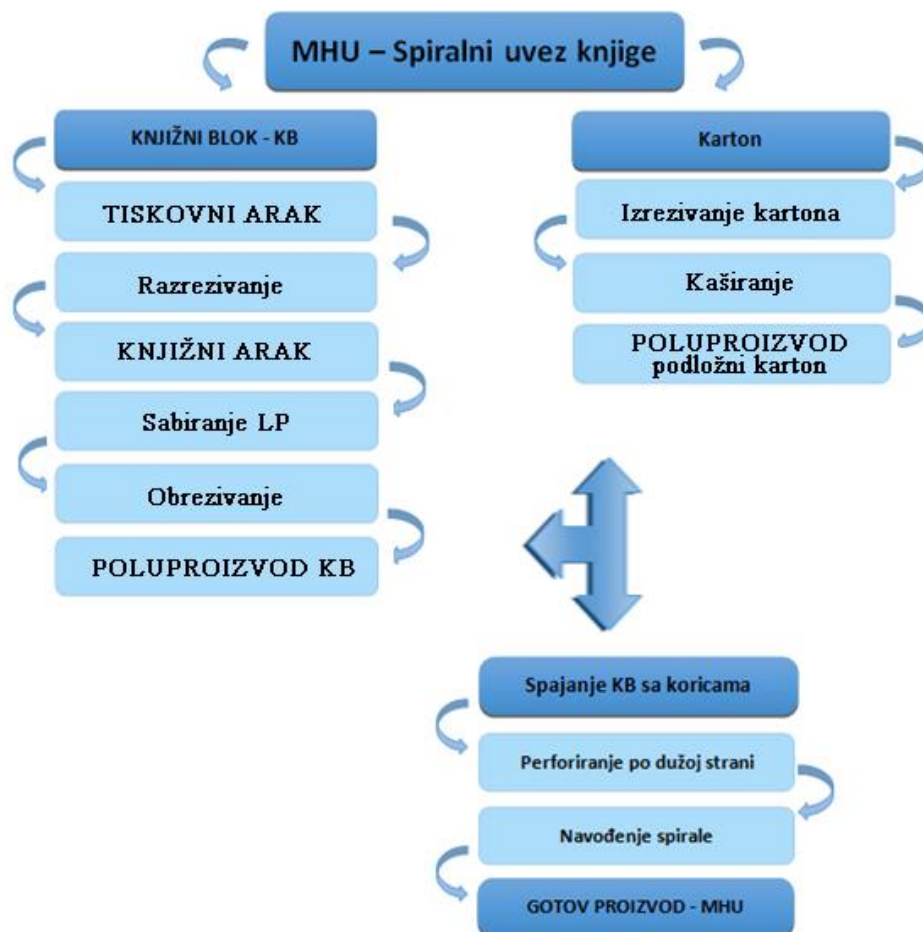 MHU – Spiralni uvez knjige
KNJIŽNI BLOK - KB
TISKOVNI ARAK
Razrezivanje
KNJIŽNI ARAK
Sabiranje LP
Obrezivanje
POLUPROIZVOD KB
Karton
Izrezivanje kartona
Kaširanje
POLUPROIZVOD
podložni karton
Spajanje KB sa koricama
Perforiranje po dužoj strani
Navođenje spirale
GOTOV PROIZVOD - MHU